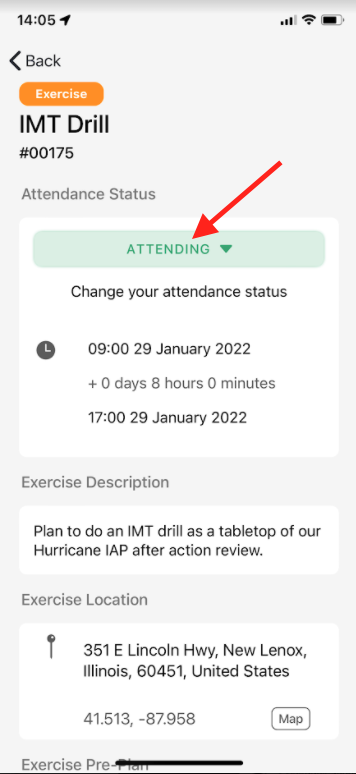 14:05
Back
Exercise
IMT Drill
#00175
Attendance Status
ATTENDING
Change your attendance status
09:00 29 January 2022
+ 0 days 8 hours 0 minutes
17:00 29 January 2022
Exercise Description
Plan to do an IMT drill as a tabletop of our
Hurricane IAP after action review.
Exercise Location
351 E Lincoln Hwy, New Lenox,
Illinois, 60451, United States
41.513, -87.958
Map
Exercise Pre-Plan